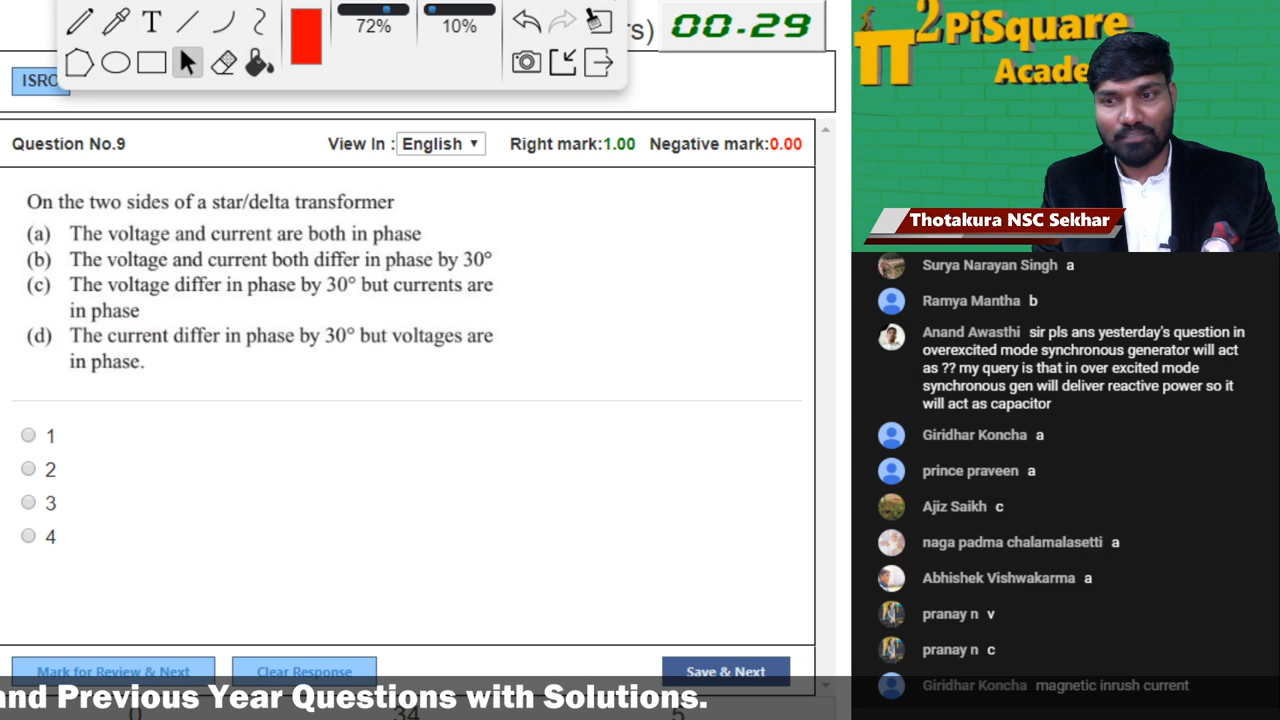 T
72%
10%
rs)
00.29
ISRO
Question No.9
View In : English
Right mark:1.00
Negative mark:0.00
On the two sides of a star/delta transformer
(a) The voltage and current are both in phase
(b) The voltage and current both differ in phase by 30°
(c) The voltage differ in phase by 30° but currents are
in phase
(d) The current differ in phase by 30° but voltages are
in phase.
1
2
3
4
Mark for Review & Next
Clear Response
Save & Next
and Previous Year Questions with Solutions.
π2PiSquare
Acade
Thotakura NSC Sekhar
Surya Narayan Singh a
Ramya Mantha b
Anand Awasthi sir pls ans yesterday's question in
overexcited mode synchronous generator will act
as ?? my query is that in over excited mode
synchronous gen will deliver reactive power so it
will act as capacitor
Giridhar Koncha a
prince praveen a
Ajiz Saikh c
naga padma chalamalasetti a
Abhishek Vishwakarma a
pranay n v
pranay n c
Giridhar Koncha magnetic inrush current